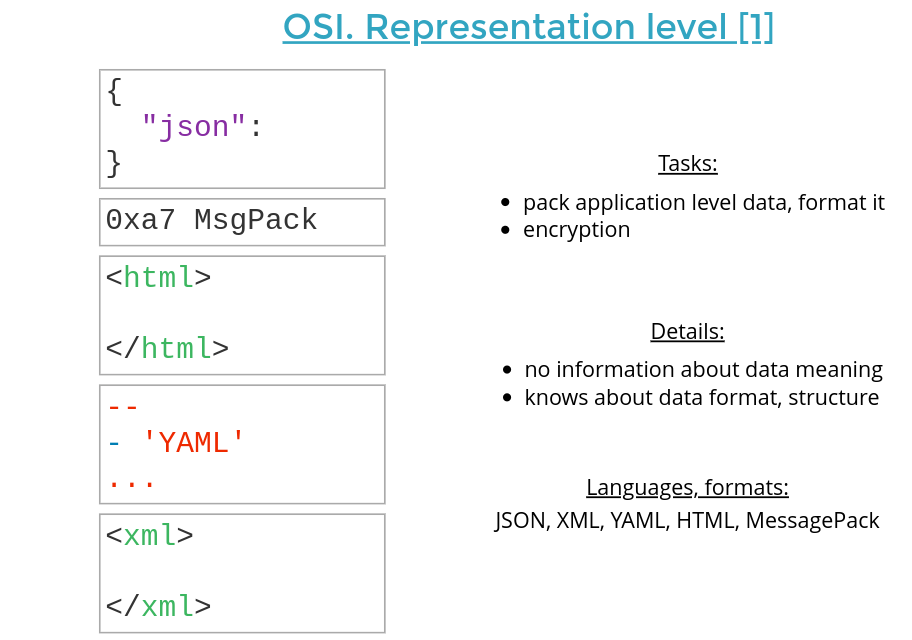 OSI. Representation level [1]
{
"json":
}
0xa7 MsgPack
<html>
</html>
--
- 'YAML'
...
<xml>
</xml>
Tasks:
• pack application level data, format it
• encryption
Details:
• no information about data meaning
• knows about data format, structure
Languages, formats:
JSON, XML, YAML, HTML, MessagePack